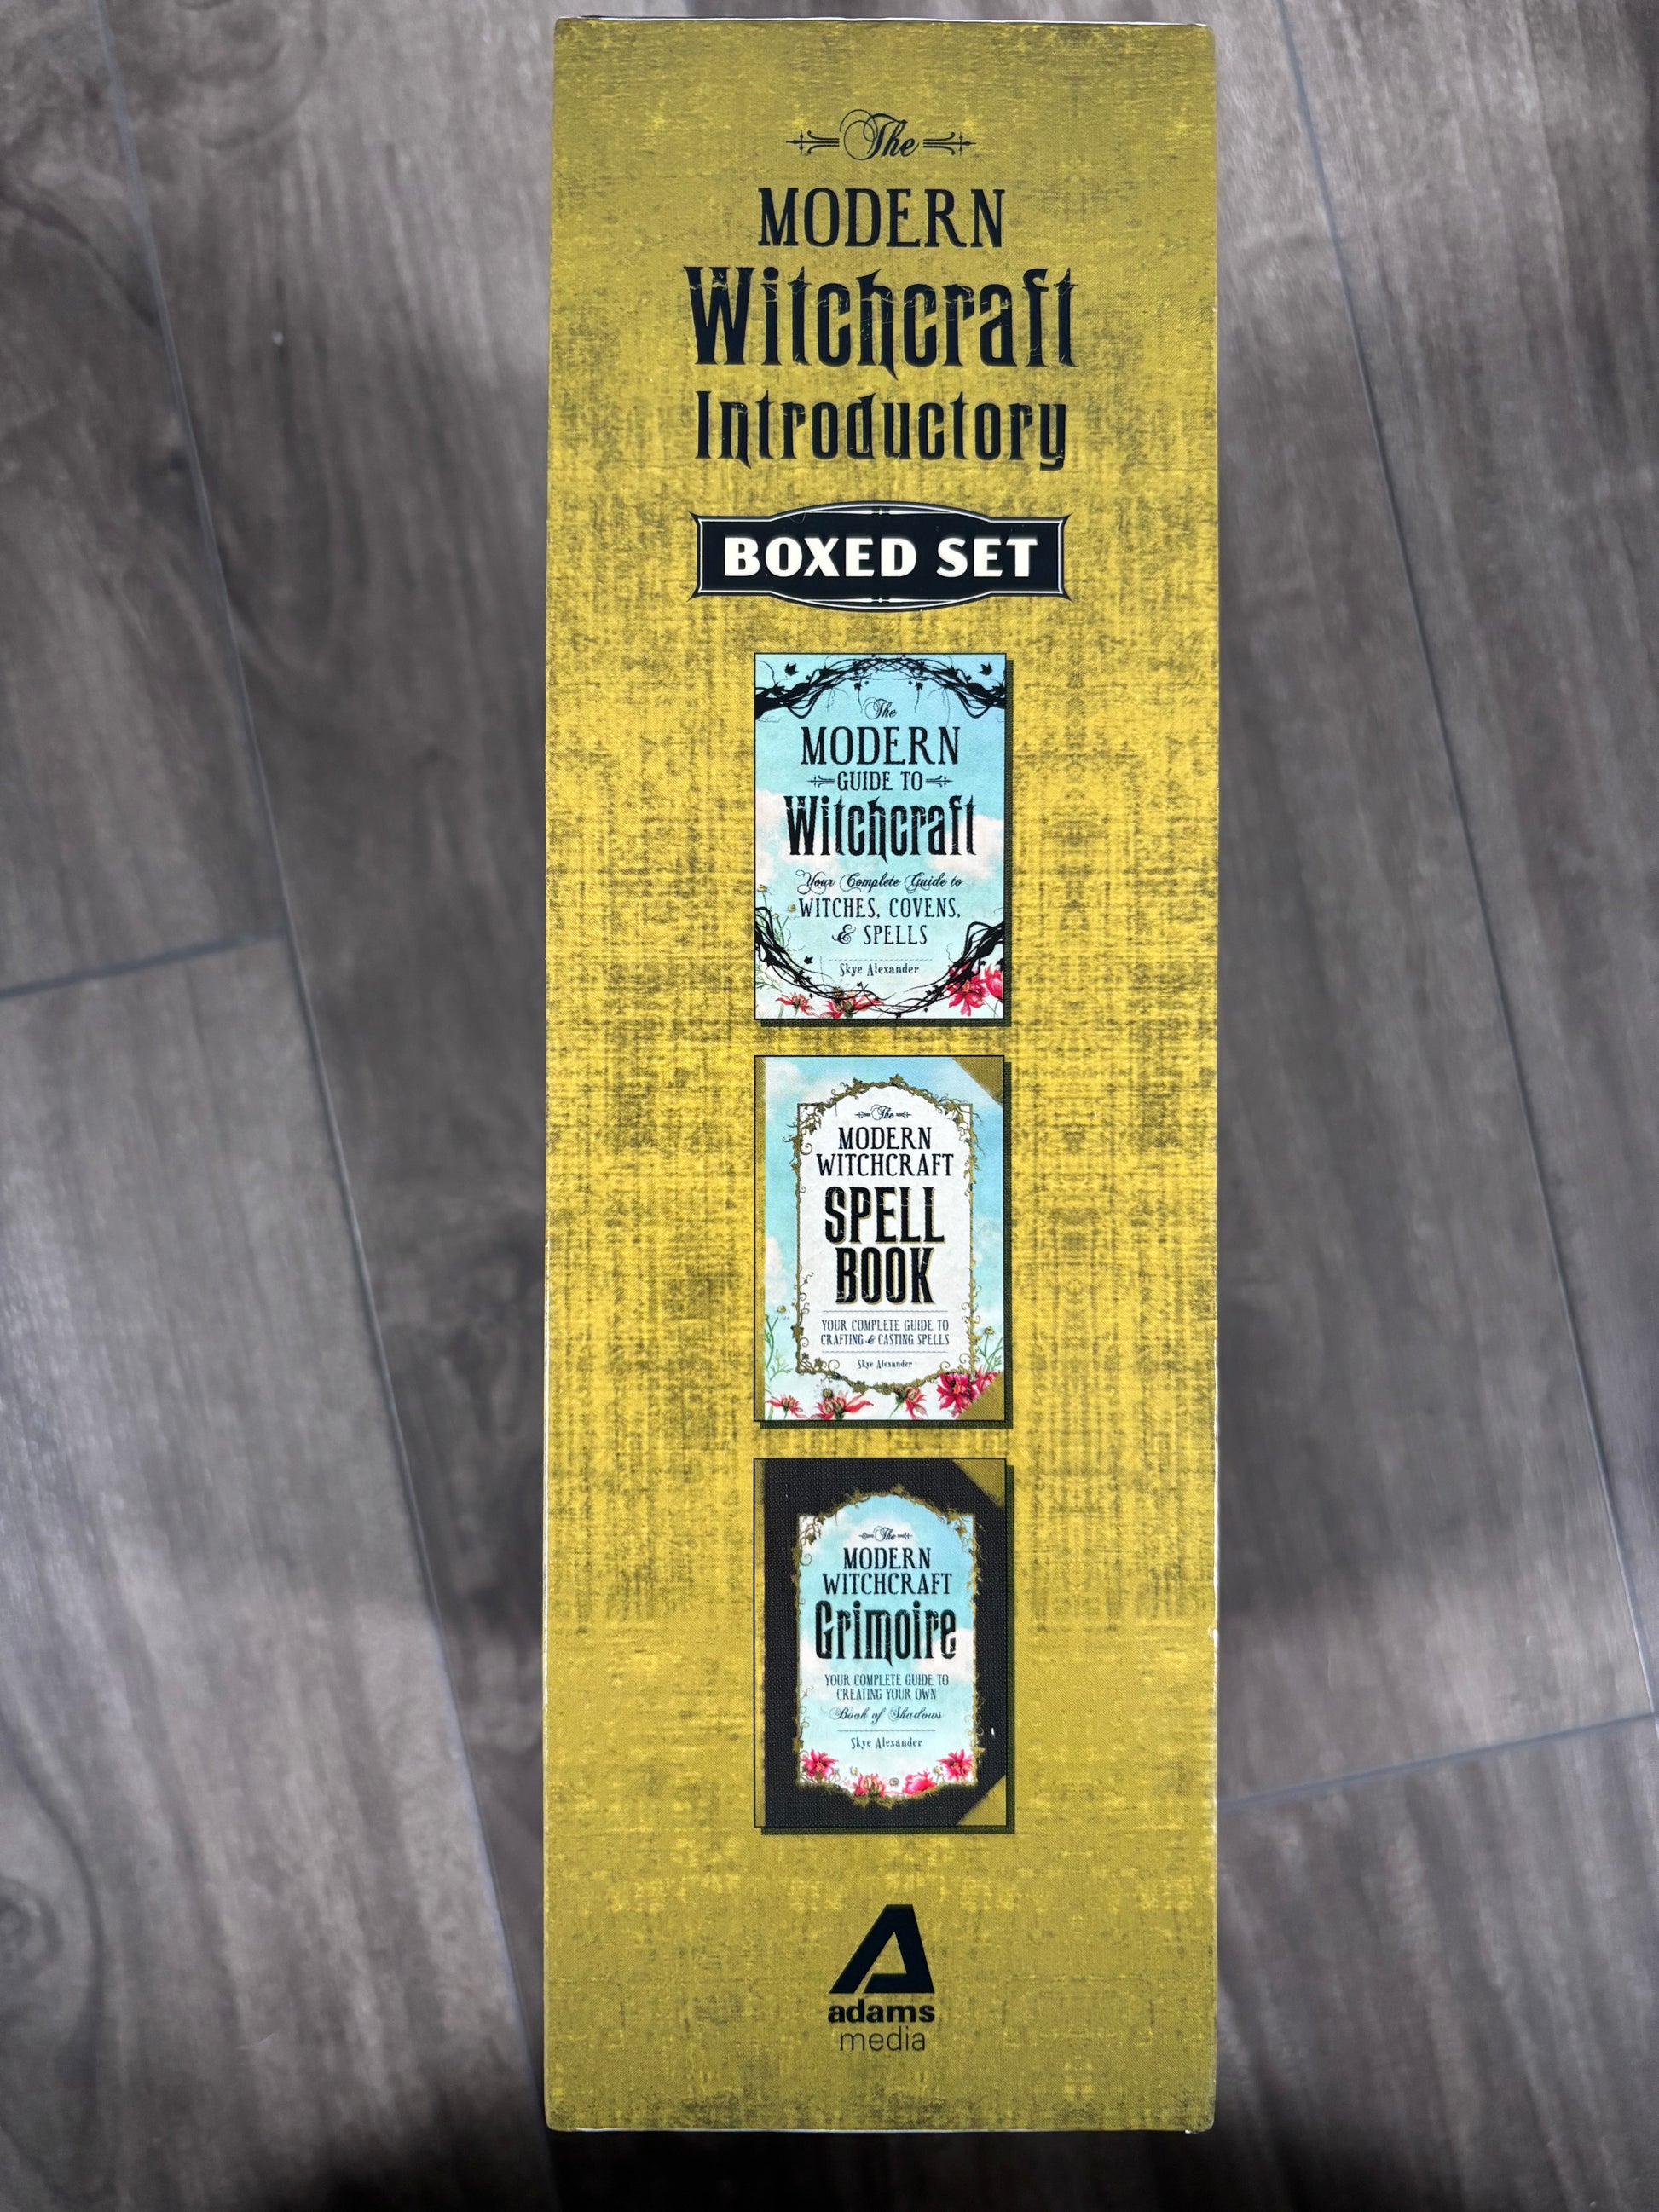 The
MODERN
Witchcraft
Introductory
BOXED SET
The
MODERN
GUIDE TO
Witchcraft
Your Complete Guide to
WITCHES, COVENS,
& SPELLS
Skye Alexander
The
MODERN
WITCHCRAFT
SPELL
BOOK
YOUR COMPLETE GUIDE TO
CRAFTING & CASTING SPELLS
Skye Alexander
The
MODERN
WITCHCRAFT
Grimoire
YOUR COMPLETE GUIDE TO
CREATING YOUR OWN
Book of Shadows
Skye Alexander
adams
media